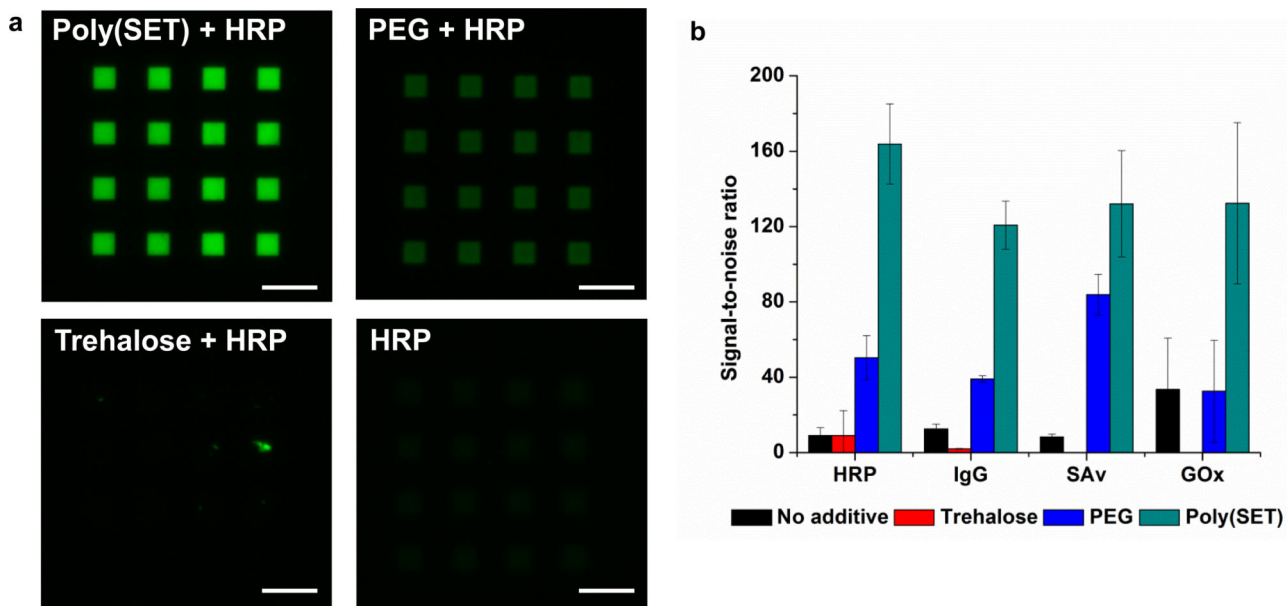 a
Poly(SET) + HRP
PEG + HRP
Trehalose + HRP
HRP
b
200
160
120
80
40
0
Signal-to-noise ratio
HRP IgG SAv GOx
No additive Trehalose PEG Poly(SET)